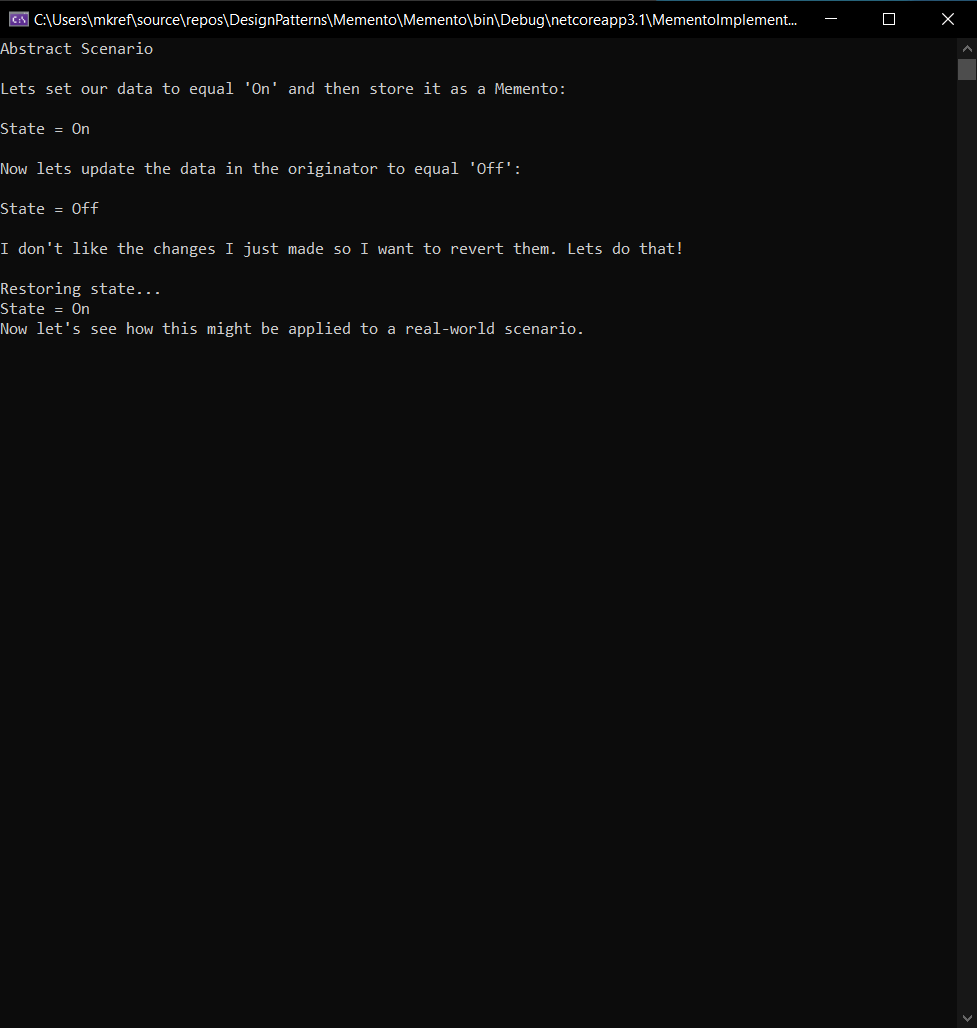 C:\Users\mkref\source\repos\DesignPatterns\Memento\Memento\bin\Debug\netcoreapp3.1\MementoImplement...
Abstract Scenario
Lets set our data to equal 'On' and then store it as a Memento:
State = On
Now lets update the data in the originator to equal 'Off':
State = Off
I don't like the changes I just made so I want to revert them. Lets do that!
Restoring state...
State = On
Now let's see how this might be applied to a real-world scenario.